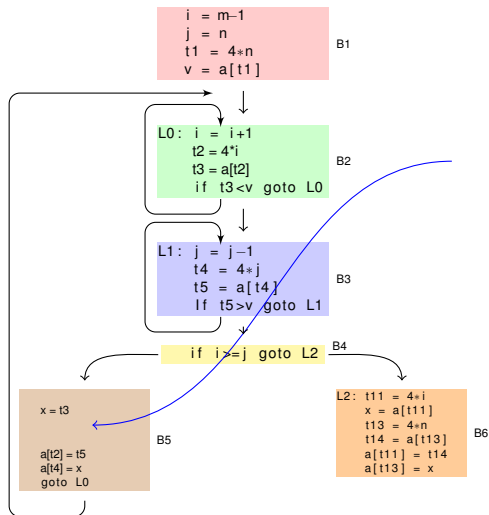 i = m-1
j = n
t1 = 4*n
v = a[t1]
B1
L0: i = i+1
t2 = 4*i
t3 = a[t2]
if t3<v goto L0
B2
L1: j = j-1
t4 = 4*j
t5 = a[t4]
If t5>v goto L1
B3
if i>=j goto L2
B4
x = t3
a[t2] = t5
a[t4] = x
goto L0
B5
L2: t11 = 4*i
x = a[t11]
t13 = 4*n
t14 = a[t13]
a[t11] = t14
a[t13] = x
B6